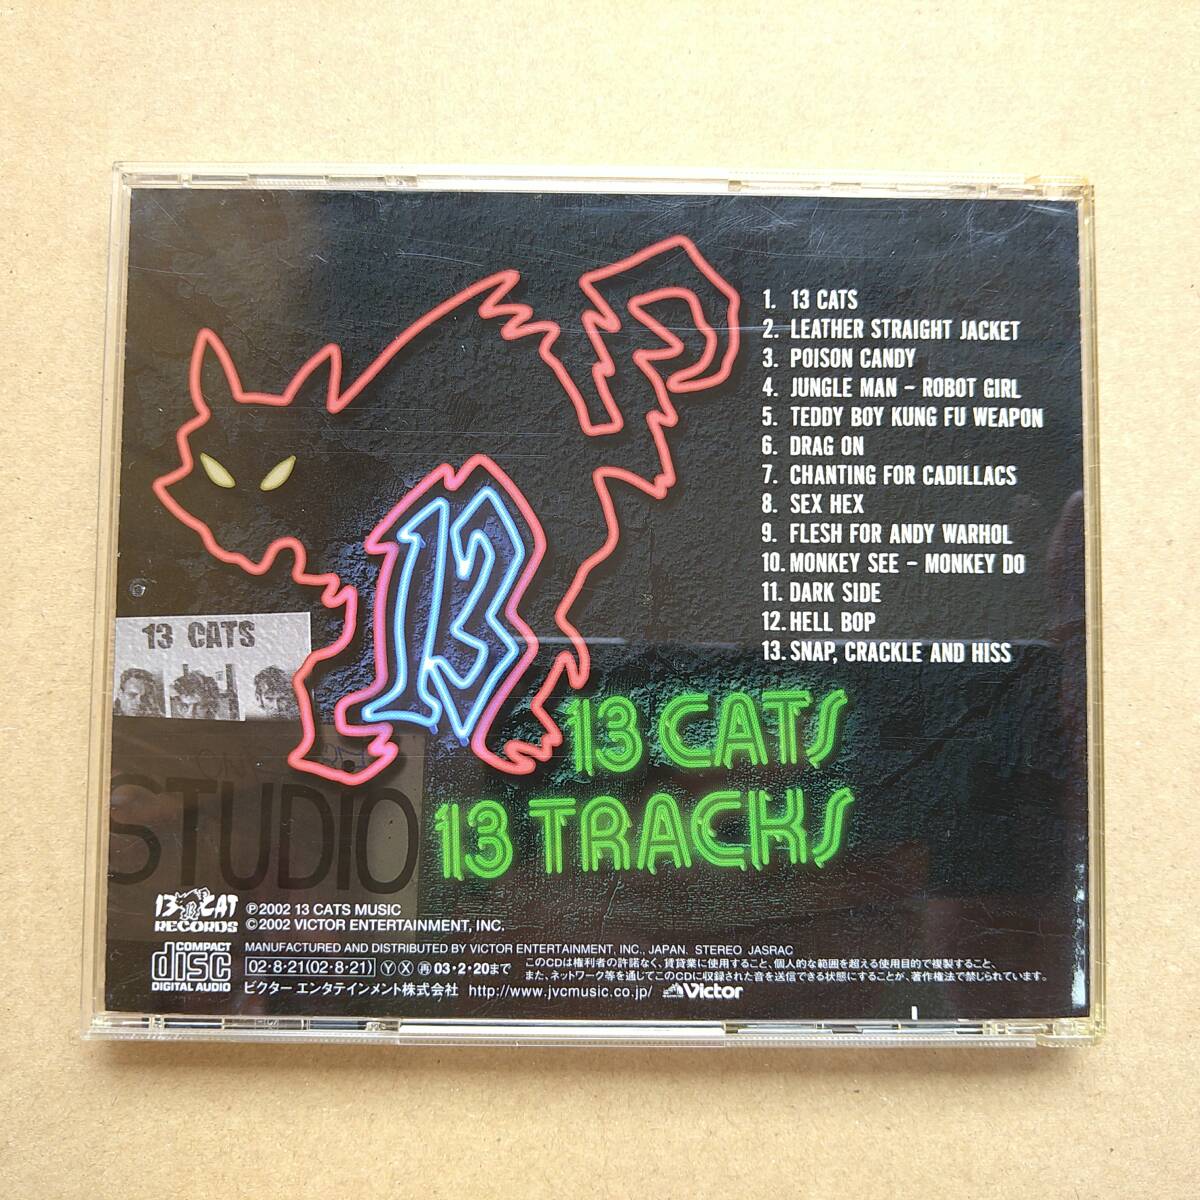 1. 13 CATS
2. LEATHER STRAIGHT JACKET
3. POISON CANDY
4. JUNGLE MAN – ROBOT GIRL
5. TEDDY BOY KUNG FU WEAPON
6. DRAG ON
7. CHANTING FOR CADILLACS
8. SEX HEX
9. FLESH FOR ANDY WARHOL
10. MONKEY SEE – MONKEY DO
11. DARK SIDE
12. HELL BOP
13. SNAP, CRACKLE AND HISS
13
13 CATS
13 CATS
13 TRACKS
STUDIO
13 CAT
RECORDS
℗2002 13 CATS MUSIC
©2002 VICTOR ENTERTAINMENT, INC.
MANUFACTURED AND DISTRIBUTED BY VICTOR ENTERTAINMENT, INC., JAPAN. STEREO JASRAC
COMPACT
disc
DIGITAL AUDIO
02・8・21(02・8・21) Ⓨ Ⓧ 再 03・2・20まで
このCDは権利者の許諾なく、賃貸業に使用すること、個人的な範囲を超える使用目的で複製すること、
また、ネットワーク等を通じてこのCDに収録された音を送信できる状態にすることが、著作権法で禁じられています。
ビクター エンタテインメント株式会社 http://www.jvcmusic.co.jp/ Victor